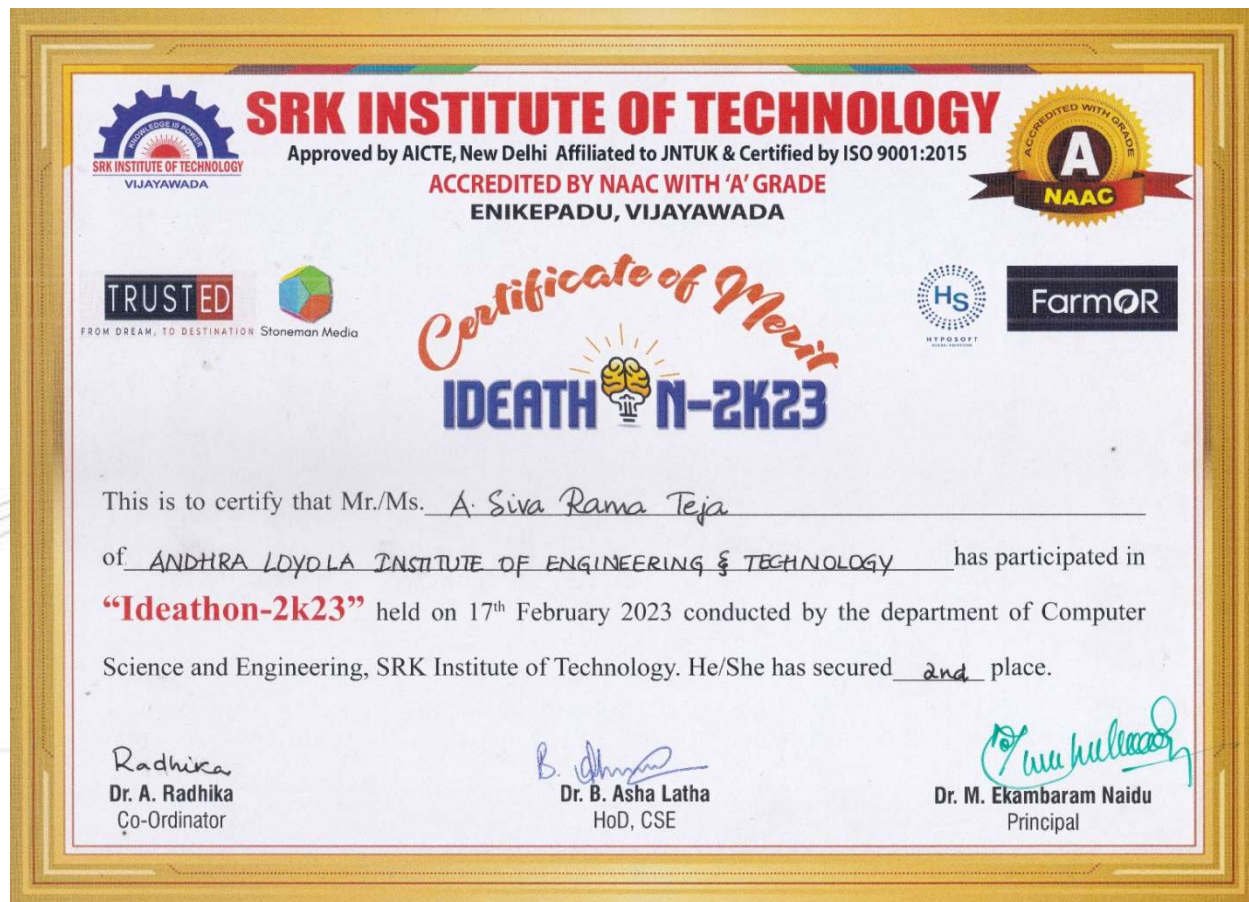 SRK INSTITUTE OF TECHNOLOGY
Approved by AICTE, New Delhi Affiliated to JNTUK & Certified by ISO 9001:2015
ACCREDITED BY NAAC WITH ‘A’ GRADE
ENIKEPADU, VIJAYAWADA
KNOWLEDGE IS POWER
SRK INSTITUTE OF TECHNOLOGY
VIJAYAWADA
ACCREDITED WITH GRADE
A
NAAC
TRUSTED
FROM DREAM, TO DESTINATION
Stoneman Media
Certificate of Merit
IDEATHON-2K23
HS
HYPOSOFT
GLOBAL SOLUTIONS
FarmOR
This is to certify that Mr./Ms. A. Siva Rama Teja
of ANDHRA LOYOLA INSTITUTE OF ENGINEERING & TECHNOLOGY has participated in
“Ideathon-2k23” held on 17th February 2023 conducted by the department of Computer
Science and Engineering, SRK Institute of Technology. He/She has secured 2nd place.
Radhika
Dr. A. Radhika
Co-Ordinator
B.
Dr. B. Asha Latha
HoD, CSE
Dr. M. Ekambaram Naidu
Principal